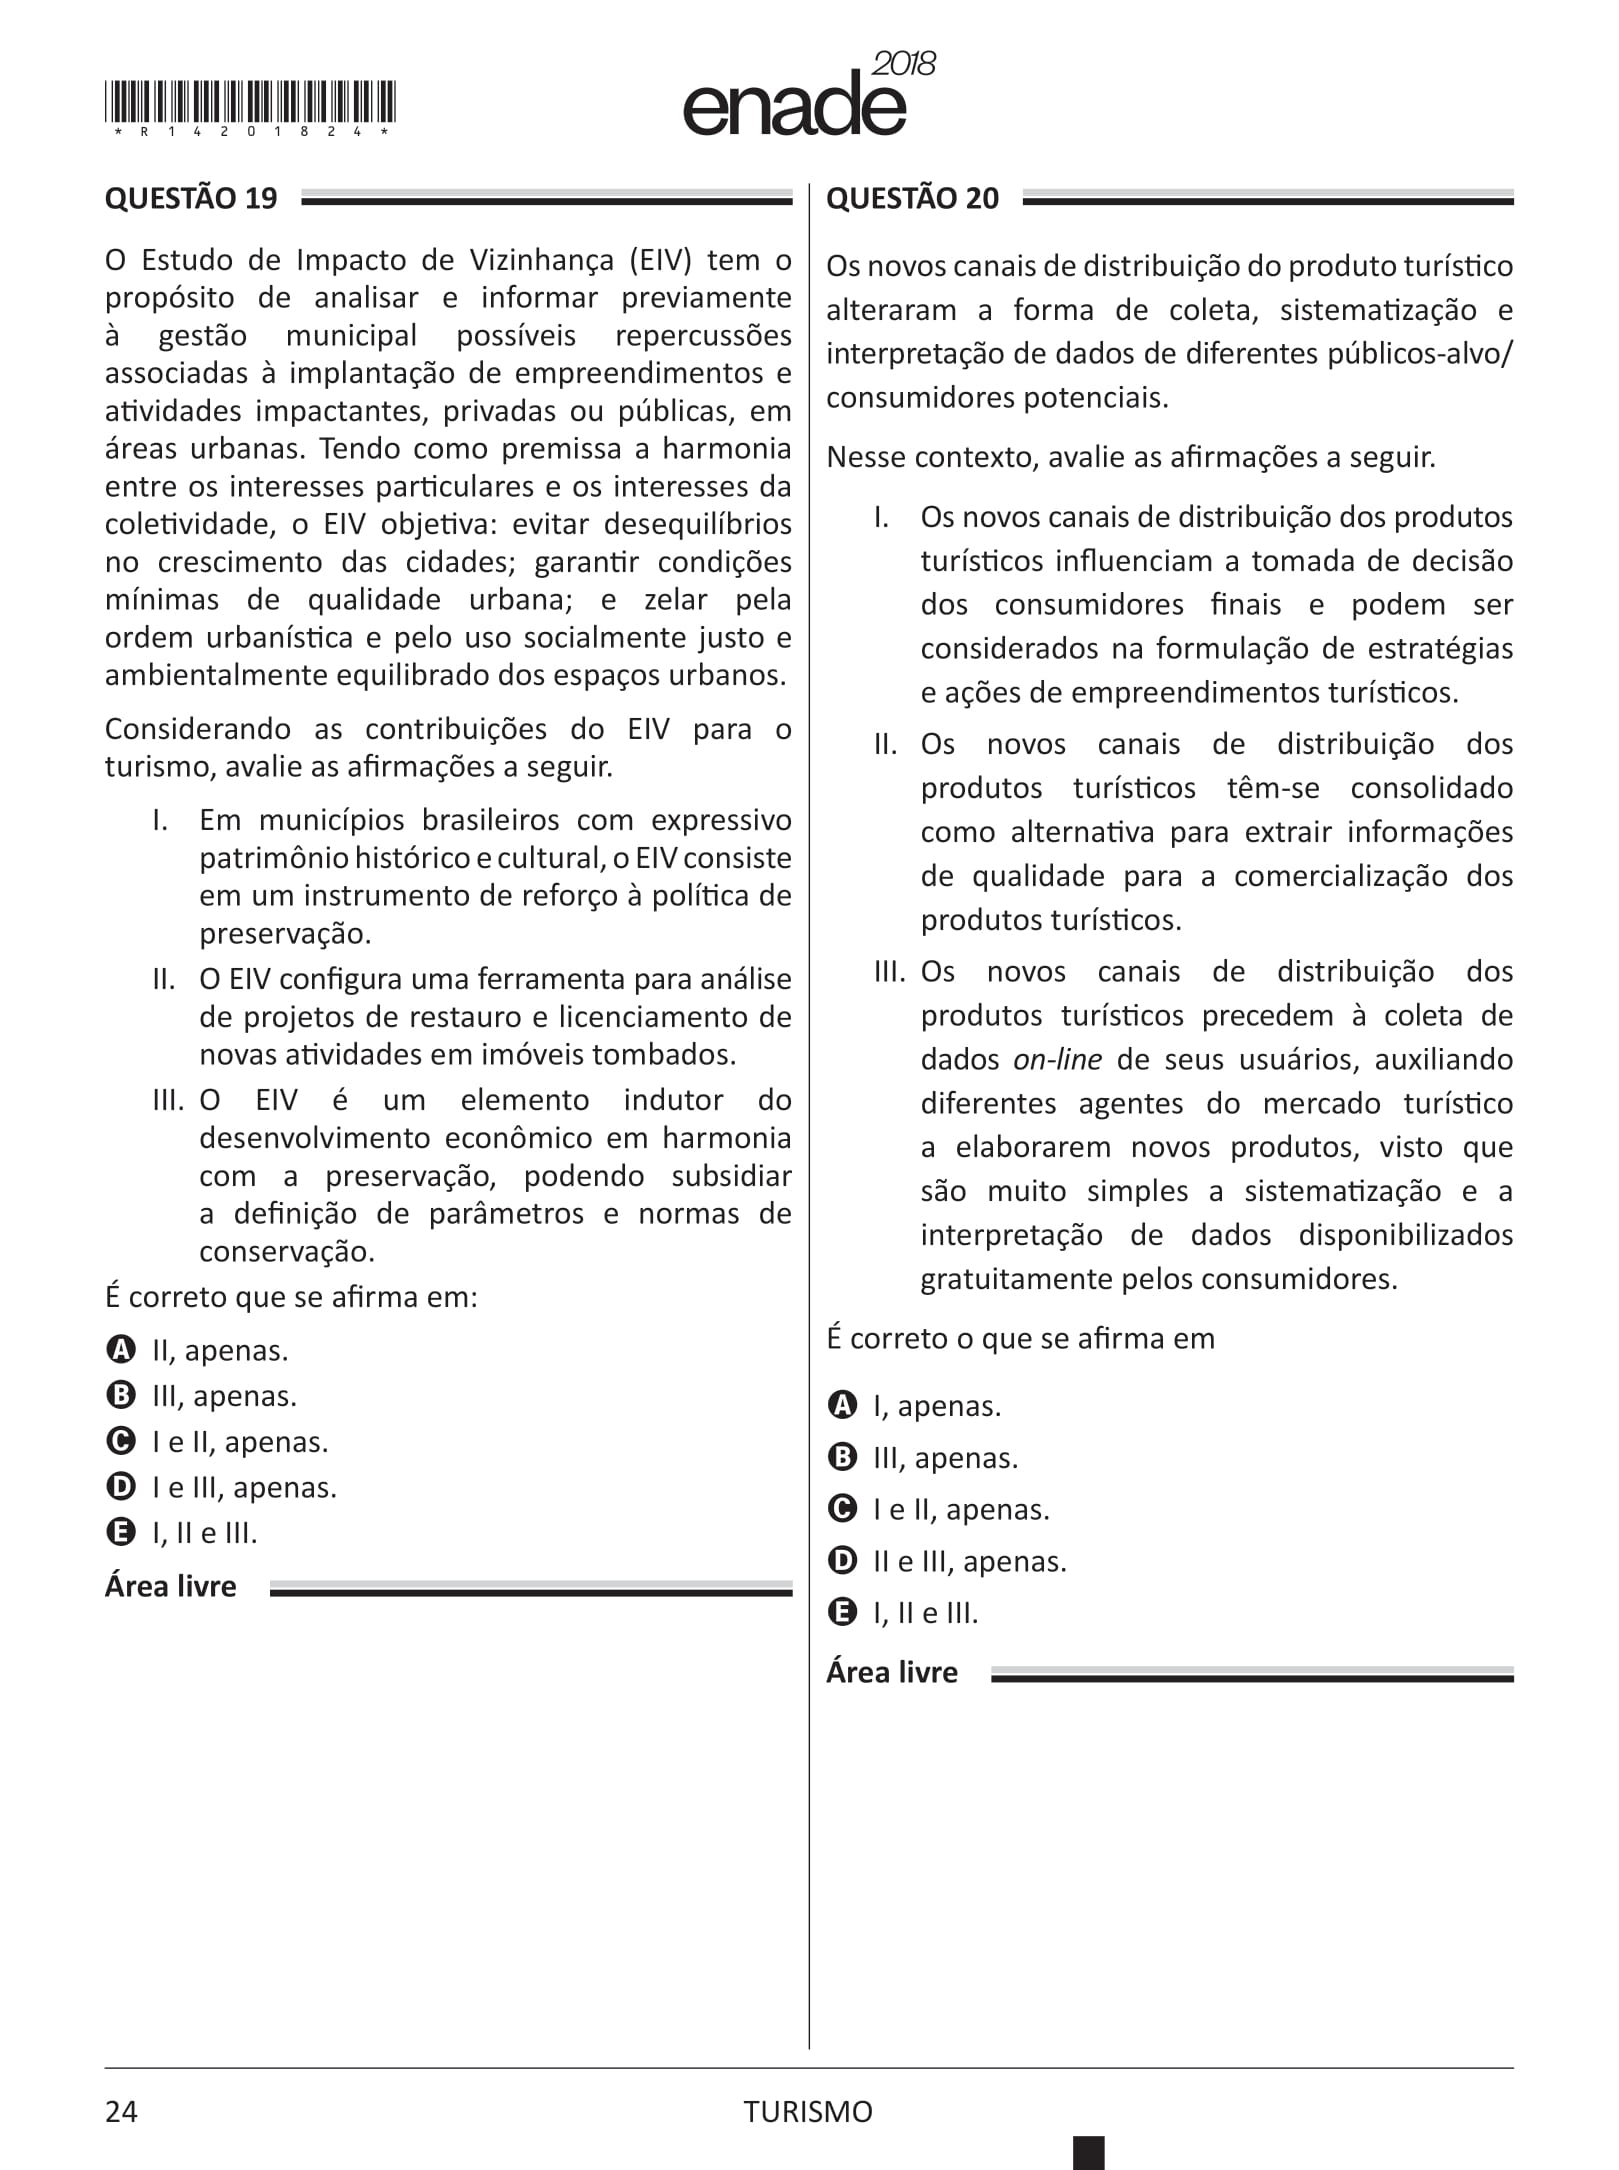 *R14201824*
enade 2018
QUESTÃO 19
O Estudo de Impacto de Vizinhança (EIV) tem o
propósito de analisar e informar previamente
à gestão municipal possíveis repercussões
associadas à implantação de empreendimentos e
atividades impactantes, privadas ou públicas, em
áreas urbanas. Tendo como premissa a harmonia
entre os interesses particulares e os interesses da
coletividade, o EIV objetiva: evitar desequilíbrios
no crescimento das cidades; garantir condições
mínimas de qualidade urbana; e zelar pela
ordem urbanística e pelo uso socialmente justo e
ambientalmente equilibrado dos espaços urbanos.
Considerando as contribuições do EIV para o
turismo, avalie as afirmações a seguir.
I. Em municípios brasileiros com expressivo
patrimônio histórico e cultural, o EIV consiste
em um instrumento de reforço à política de
preservação.
II. O EIV configura uma ferramenta para análise
de projetos de restauro e licenciamento de
novas atividades em imóveis tombados.
III. O EIV é um elemento indutor do
desenvolvimento econômico em harmonia
com a preservação, podendo subsidiar
a definição de parâmetros e normas de
conservação.
É correto que se afirma em:
A II, apenas.
B III, apenas.
C I e II, apenas.
D I e III, apenas.
E I, II e III.
Área livre
QUESTÃO 20
Os novos canais de distribuição do produto turístico
alteraram a forma de coleta, sistematização e
interpretação de dados de diferentes públicos-alvo/
consumidores potenciais.
Nesse contexto, avalie as afirmações a seguir.
I. Os novos canais de distribuição dos produtos
turísticos influenciam a tomada de decisão
dos consumidores finais e podem ser
considerados na formulação de estratégias
e ações de empreendimentos turísticos.
II. Os novos canais de distribuição dos
produtos turísticos têm-se consolidado
como alternativa para extrair informações
de qualidade para a comercialização dos
produtos turísticos.
III. Os novos canais de distribuição dos
produtos turísticos precedem à coleta de
dados on-line de seus usuários, auxiliando
diferentes agentes do mercado turístico
a elaborarem novos produtos, visto que
são muito simples a sistematização e a
interpretação de dados disponibilizados
gratuitamente pelos consumidores.
É correto o que se afirma em
A I, apenas.
B III, apenas.
C I e II, apenas.
D II e III, apenas.
E I, II e III.
Área livre
24
TURISMO